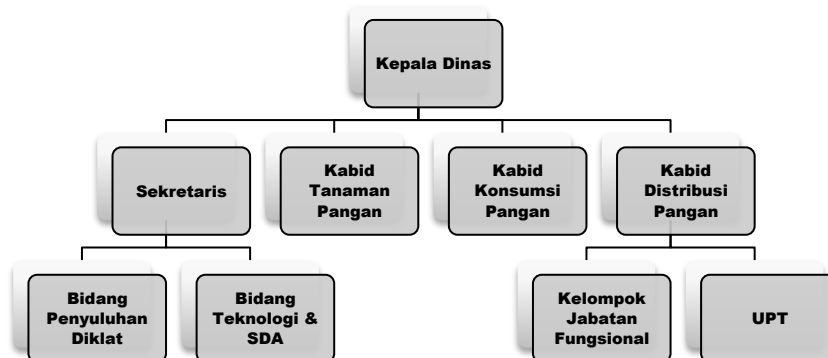 Kepala Dinas
Sekretaris
Kabid
Tanaman
Pangan
Kabid
Konsumsi
Pangan
Kabid
Distribusi
Pangan
Bidang
Penyuluhan
Diklat
Bidang
Teknologi &
SDA
Kelompok
Jabatan
Fungsional
UPT